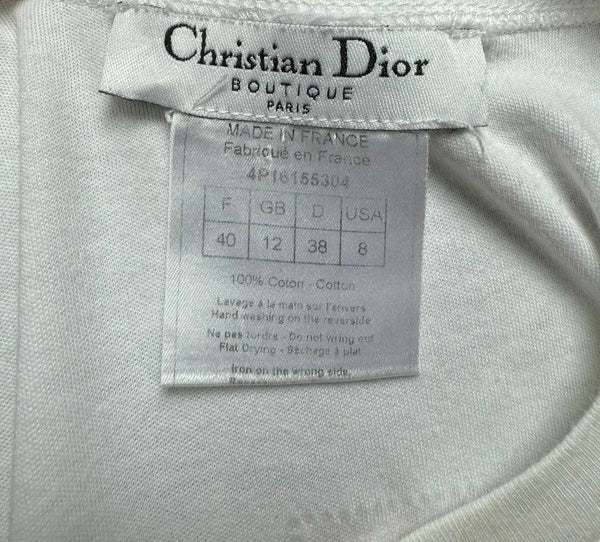 Christian Dior
BOUTIQUE
PARIS
MADE IN FRANCE
Fabriqué en France
4P16155304
F GB D USA
40 12 38 8
100% Coton - Cotton
Lavage à la main sur l'envers
Hand washing on the reverside
Ne pas tordre - Do not wring out
Flat Drying - Séchage à plat
Iron on the wrong side.